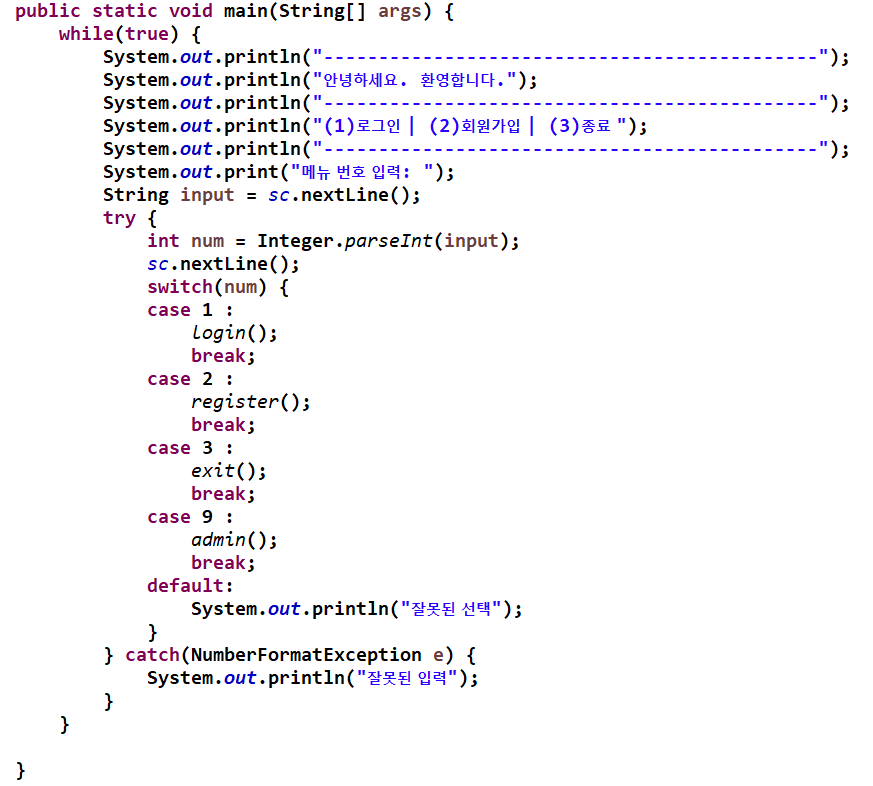 public static void main(String[] args) {
    while(true) {
        System.out.println("---------------------------------------------");
        System.out.println("안녕하세요. 환영합니다.");
        System.out.println("---------------------------------------------");
        System.out.println("(1)로그인 | (2)회원가입 | (3)종료 ");
        System.out.println("---------------------------------------------");
        System.out.print("메뉴 번호 입력: ");
        String input = sc.nextLine();
        try {
            int num = Integer.parseInt(input);
            sc.nextLine();
            switch(num) {
            case 1 :
                login();
                break;
            case 2 :
                register();
                break;
            case 3 :
                exit();
                break;
            case 9 :
                admin();
                break;
            default:
                System.out.println("잘못된 선택");
            }
        } catch(NumberFormatException e) {
            System.out.println("잘못된 입력");
        }
    }

}